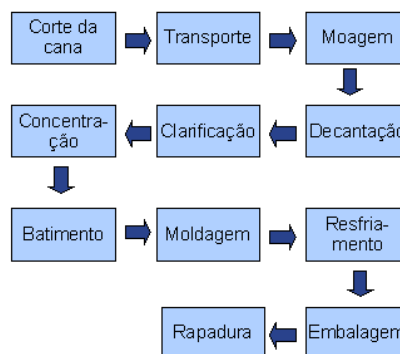 Corte da
cana
Transporte
Moagem
Decantação
Clarificação
Concentra-
ção
Batimento
Moldagem
Resfria-
mento
Embalagem
Rapadura